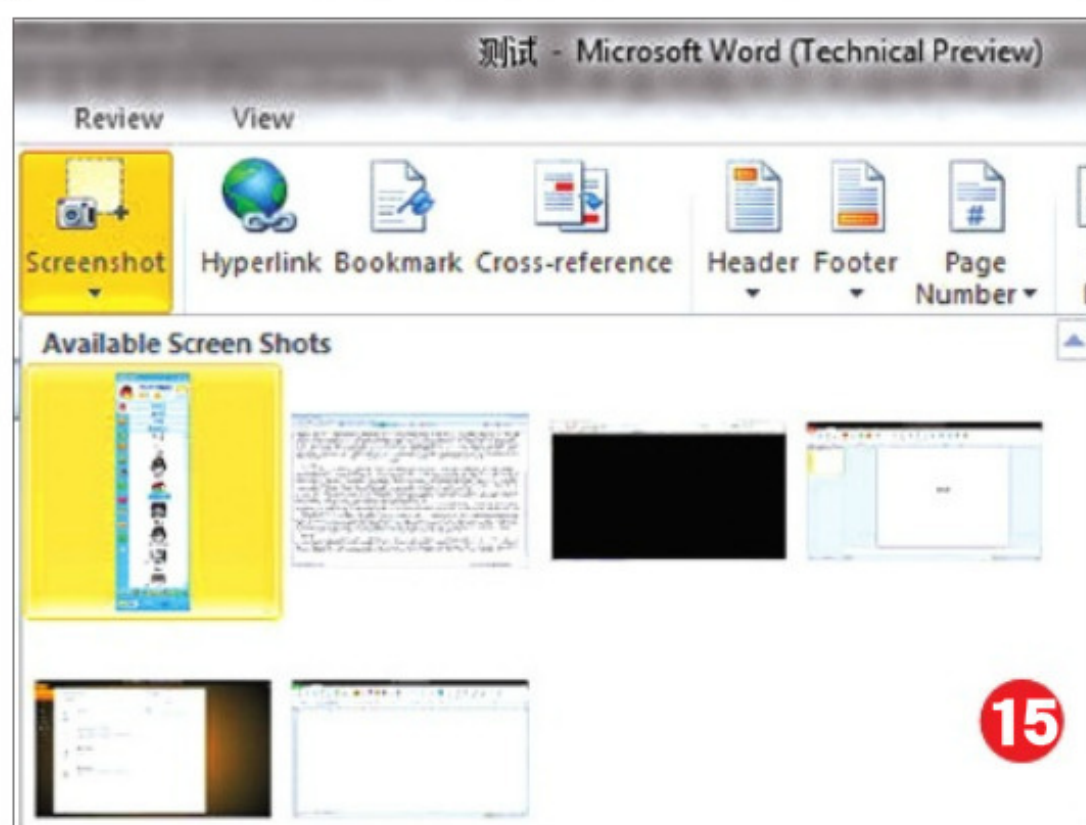 测试 - Microsoft Word (Technical Preview)
Review View
Screenshot Hyperlink Bookmark Cross-reference Header Footer Page Number
Available Screen Shots
15